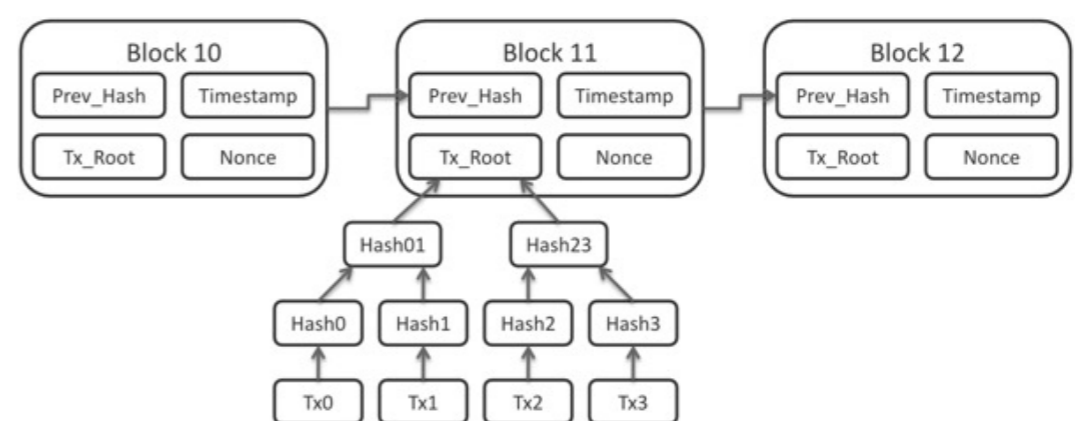 Block 10 Block 11 Block 12
Prev_Hash Timestamp Prev_Hash Timestamp Prev_Hash Timestamp
Tx_Root Nonce Tx_Root Nonce Tx_Root Nonce
Hash01 Hash23
Hash0 Hash1 Hash2 Hash3
Tx0 Tx1 Tx2 Tx3